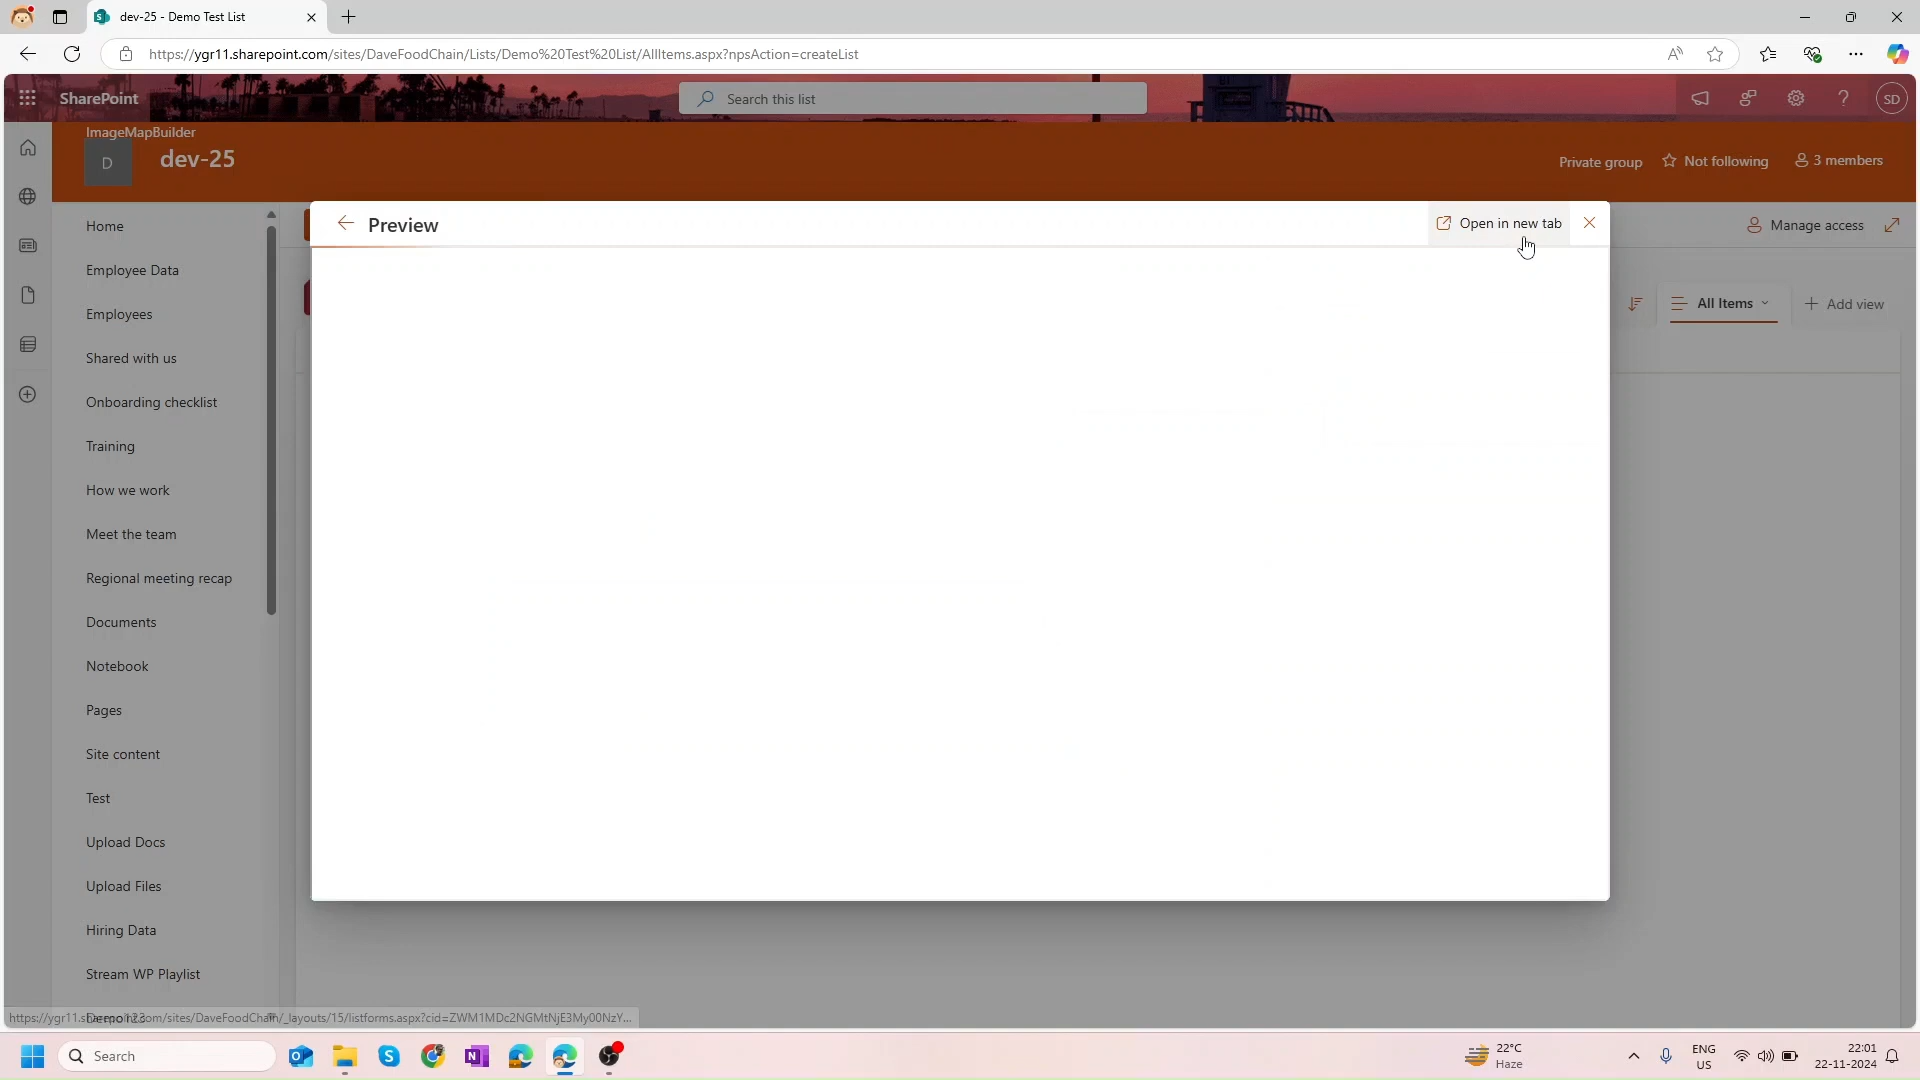 dev-25 - Demo Test List
https://ygr11.sharepoint.com/sites/DaveFoodChain/Lists/Demo%20Test%20List/AllItems.aspx?npsAction=createList
SharePoint
Search this list
SD
ImageMapBuilder
D
dev-25
Private group
Not following
3 members
Home
Employee Data
Employees
Shared with us
Onboarding checklist
Training
How we work
Meet the team
Regional meeting recap
Documents
Notebook
Pages
Site content
Test
Upload Docs
Upload Files
Hiring Data
Stream WP Playlist
Preview
Open in new tab
Manage access
All Items
Add view
Search
22°C
Haze
ENG
US
22:01
22-11-2024